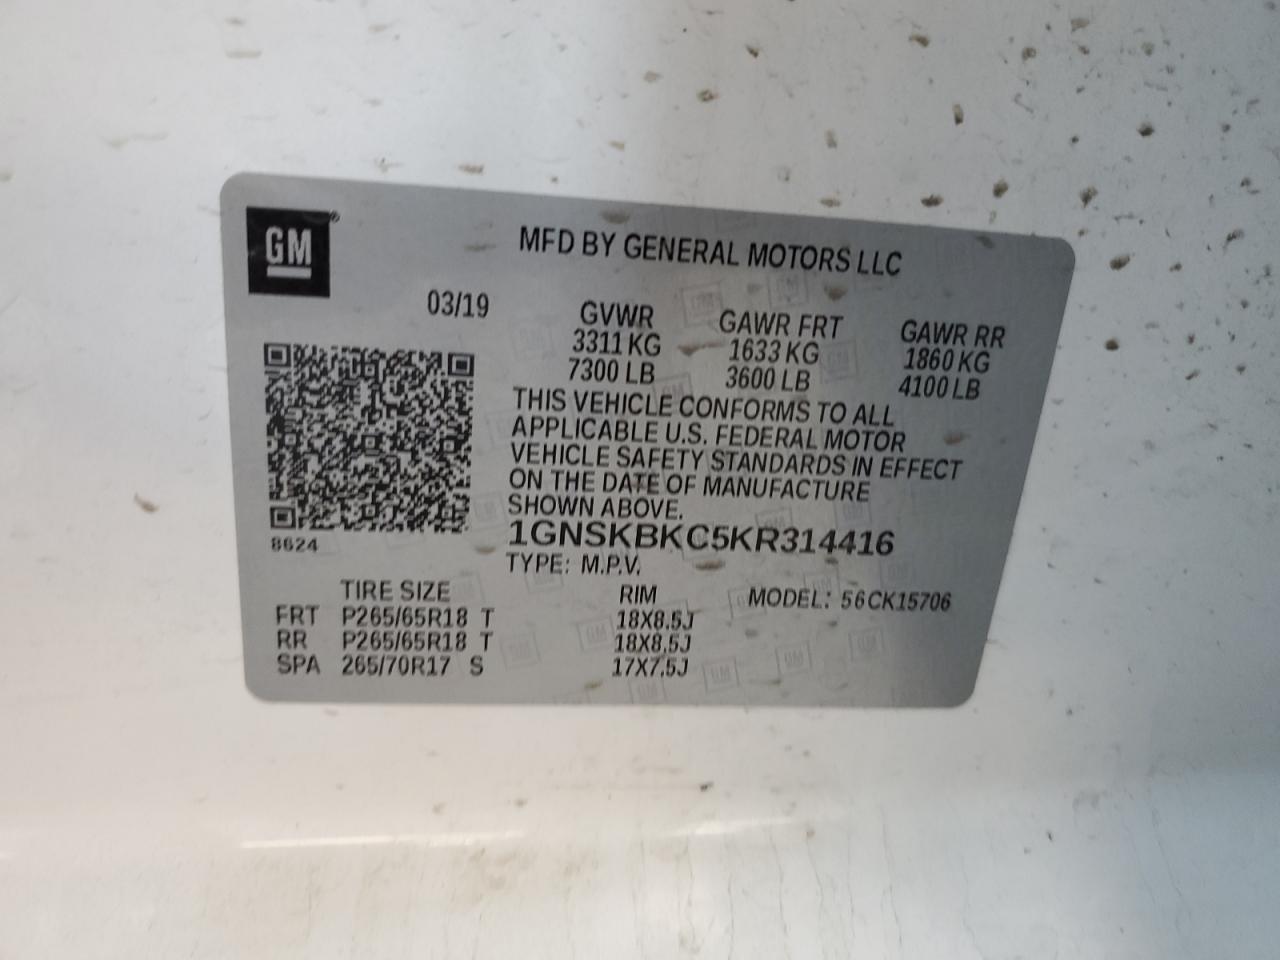 GM
MFD BY GENERAL MOTORS LLC
03/19
GVWR GAWR FRT GAWR RR
3311 KG 1633 KG 1860 KG
7300 LB 3600 LB 4100 LB
THIS VEHICLE CONFORMS TO ALL
APPLICABLE U.S. FEDERAL MOTOR
VEHICLE SAFETY STANDARDS IN EFFECT
ON THE DATE OF MANUFACTURE
SHOWN ABOVE.
8624
1GNSKBKC5KR314416
TYPE: M.P.V.
TIRE SIZE RIM MODEL: 56CK15706
FRT P265/65R18 T 18X8.5J
RR P265/65R18 T 18X8.5J
SPA 265/70R17 S 17X7.5J